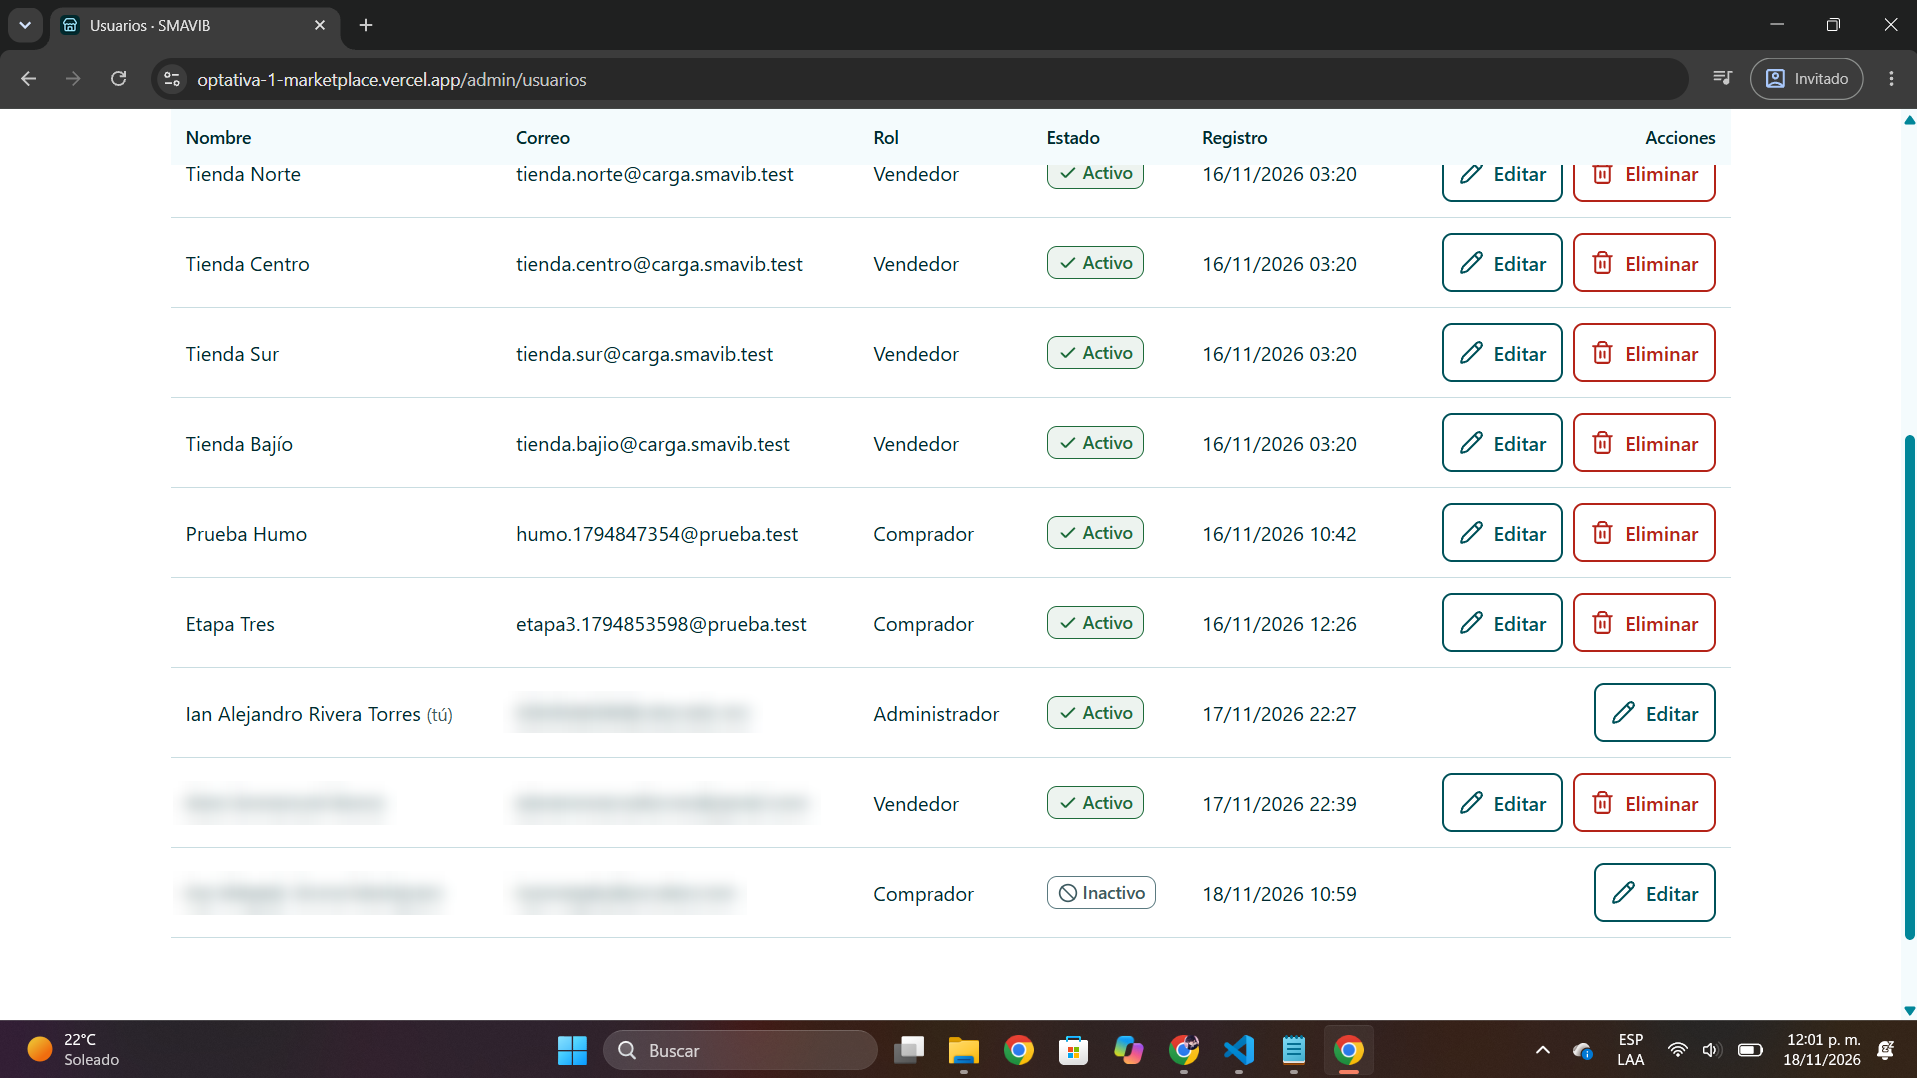 Usuarios · SMAVIB
optativa-1-marketplace.vercel.app/admin/usuarios
Invitado
Nombre Correo Rol Estado Registro Acciones
Tienda Norte tienda.norte@carga.smavib.test Vendedor Activo 16/11/2026 03:20 Editar Eliminar
Tienda Centro tienda.centro@carga.smavib.test Vendedor Activo 16/11/2026 03:20 Editar Eliminar
Tienda Sur tienda.sur@carga.smavib.test Vendedor Activo 16/11/2026 03:20 Editar Eliminar
Tienda Bajío tienda.bajio@carga.smavib.test Vendedor Activo 16/11/2026 03:20 Editar Eliminar
Prueba Humo humo.1794847354@prueba.test Comprador Activo 16/11/2026 10:42 Editar Eliminar
Etapa Tres etapa3.1794853598@prueba.test Comprador Activo 16/11/2026 12:26 Editar Eliminar
Ian Alejandro Rivera Torres (tú) Administrador Activo 17/11/2026 22:27 Editar
Vendedor Activo 17/11/2026 22:39 Editar Eliminar
Comprador Inactivo 18/11/2026 10:59 Editar
22°C
Soleado
Buscar
ESP
LAA
12:01 p. m.
18/11/2026